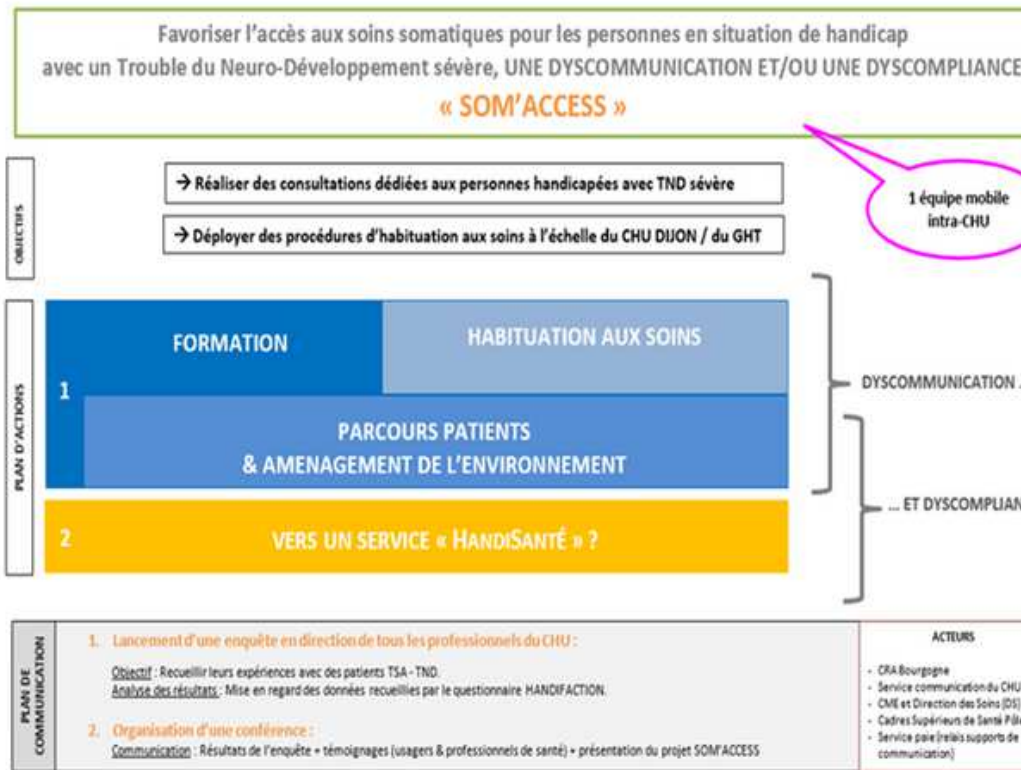 Favoriser l'accès aux soins somatiques pour les personnes en situation de handicap
avec un Trouble du Neuro-Développement sévère, UNE DYSCOMMUNICATION ET/OU UNE DYSCOMPLIANCE
« SOM'ACCESS »
1 équipe mobile
intra-CHU
OBJECTIFS
→ Réaliser des consultations dédiées aux personnes handicapées avec TND sévère
→ Déployer des procédures d'habituation aux soins à l'échelle du CHU DIJON / du GHT
PLAN D'ACTIONS
1
FORMATION
HABITUATION AUX SOINS
PARCOURS PATIENTS
& AMENAGEMENT DE L'ENVIRONNEMENT
DYSCOMMUNICATION .
... ET DYSCOMPLIAN
2
VERS UN SERVICE « HANDISANTÉ » ?
PLAN DE
COMMUNICATION
1. Lancement d'une enquête en direction de tous les professionnels du CHU :
Objectif : Recueillir leurs expériences avec des patients TSA - TND.
Analyse des résultats : Mise en regard des données recueillies par le questionnaire HANDIFACTION.
2. Organisation d'une conférence :
Communication : Résultats de l'enquête + témoignages (usagers & professionnels de santé) + présentation du projet SOM'ACCESS
ACTEURS
- CRA Bourgogne
- Service communication du CHU
- CME et Direction des Soins (DS)
- Cadres Supérieurs de Santé Pôle
- Service paie (relais supports de
communication)